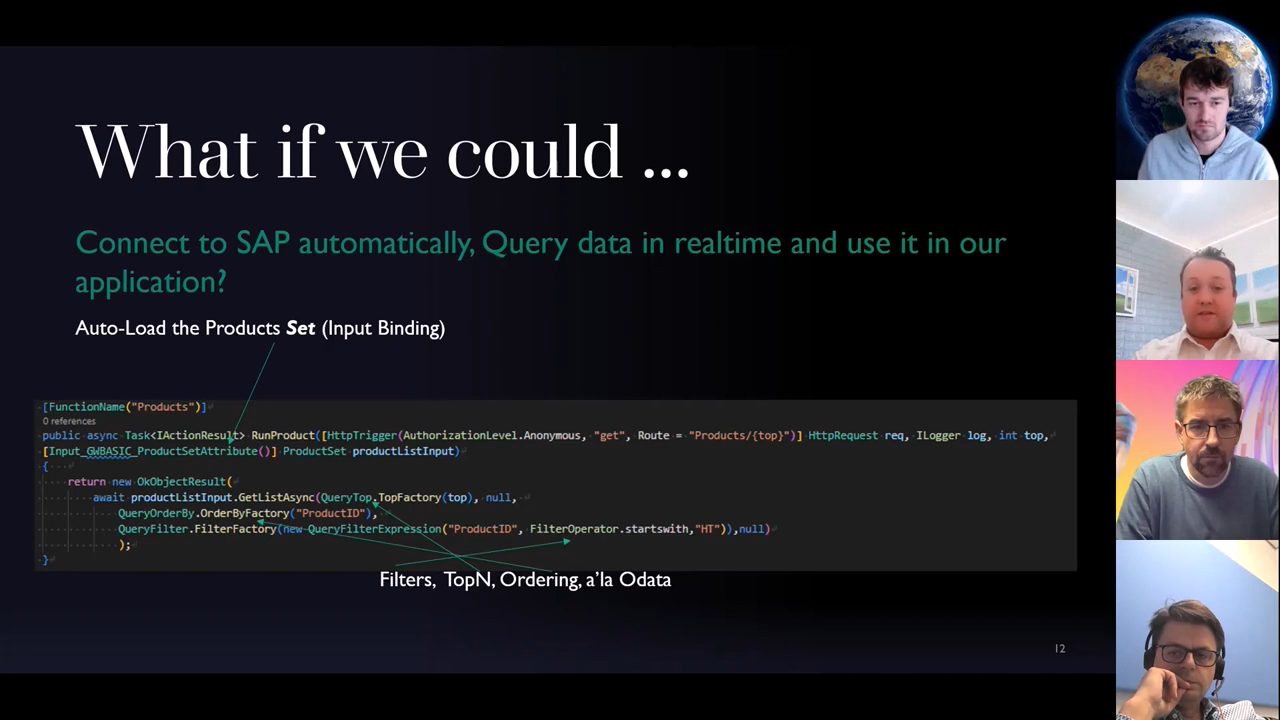 What if we could ...
Connect to SAP automatically, Query data in realtime and use it in our
application?
Auto-Load the Products Set (Input Binding)
[FunctionName("Products")]
0 references
public async Task<IActionResult> RunProduct([HttpTrigger(AuthorizationLevel.Anonymous, "get", Route = "Products/{top}")] HttpRequest req, ILogger log, int top,
[Input_GWBASIC_ProductSetAttribute()] ProductSet productListInput)
{
return new OkObjectResult(
await productListInput.GetListAsync(QueryTop.TopFactory(top), null,
QueryOrderBy.OrderByFactory("ProductID"),
QueryFilter.FilterFactory(new QueryFilterExpression("ProductID", FilterOperator.startswith,"HT")),null)
);
}
Filters, TopN, Ordering, a'la Odata
12